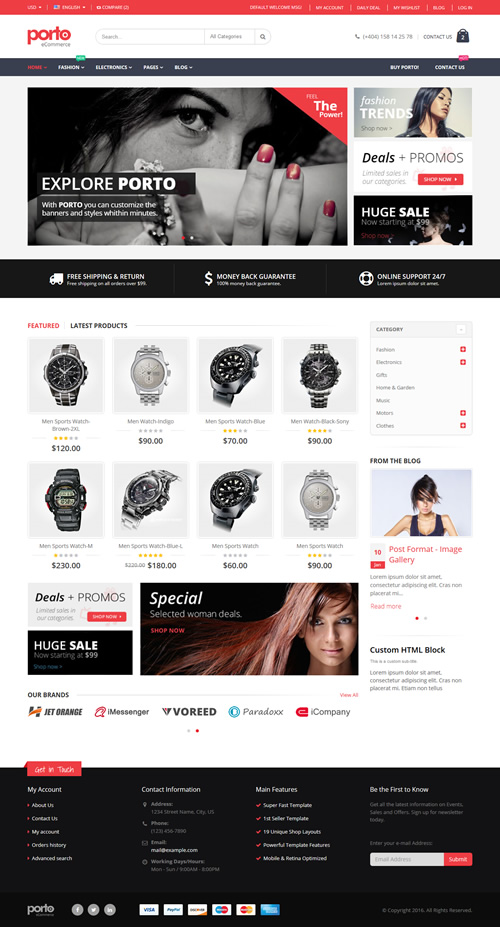 USD
ENGLISH
COMPARE (2)
DEFAULT WELCOME MSG!
MY ACCOUNT
DAILY DEAL
MY WISHLIST
BLOG
LOG IN
porto
eCommerce
Search...
All Categories
(+404) 158 14 25 78
CONTACT US
2
HOME
FASHION
ELECTRONICS
PAGES
BLOG
BUY PORTO!
CONTACT US
FEEL
The
Power!
EXPLORE PORTO
With PORTO you can customize the
banners and styles whithin minutes.
fashion
TRENDS
Shop now >
Deals + PROMOS
Limited sales in
our categories.
SHOP NOW
HUGE SALE
Now starting at $99
Shop now >
FREE SHIPPING & RETURN
Free shipping on all orders over $99.
MONEY BACK GUARANTEE
100% money back guarantee.
ONLINE SUPPORT 24/7
Lorem ipsum dolor sit amet.
FEATURED
LATEST PRODUCTS
Men Sports Watch-
Brown-2XL
$120.00
Men Watch-Indigo
$90.00
Men Sports Watch-Blue
$70.00
Men Watch-Black-Sony
$90.00
Men Sports Watch-M
$230.00
Men Sports Watch-Blue-L
$220.00 $180.00
Men Sports Watch
$60.00
Men Sports Watch
$90.00
CATEGORY
Fashion
Electronics
Gifts
Home & Garden
Music
Motors
Clothes
FROM THE BLOG
10
Jan
Post Format - Image
Gallery
Lorem ipsum dolor sit amet,
consectetur adipiscing elit. Cras
placerat mi...
Read more
Custom HTML Block
This is a custom sub-title.
Lorem ipsum dolor sit amet,
consectetur adipiscing elit. Cras non
placerat mi. Etiam non tellus
Deals + PROMOS
Limited sales in
our categories.
SHOP NOW
HUGE SALE
Now starting at $99
Shop now >
Special
Selected woman deals.
SHOP NOW
OUR BRANDS
View All
JET ORANGE
iMessenger
VOREED
Paradoxx
iCompany
Get in Touch
My Account
About Us
Contact Us
My account
Orders history
Advanced search
Contact Information
Address:
1234 Street Name, City, US
Phone:
(123) 456-7890
Email:
mail@example.com
Working Days/Hours:
Mon - Sun / 9:00AM - 8:00PM
Main Features
Super Fast Template
1st Seller Template
19 Unique Shop Layouts
Powerful Template Features
Mobile & Retina Optimized
Be the First to Know
Get all the latest information on Events,
Sales and Offers. Sign up for newsletter
today.
Enter your e-mail Address:
Email Address
Submit
porto
eCommerce
VISA
PayPal
DISCOVER
© Copyright 2016. All Rights Reserved.